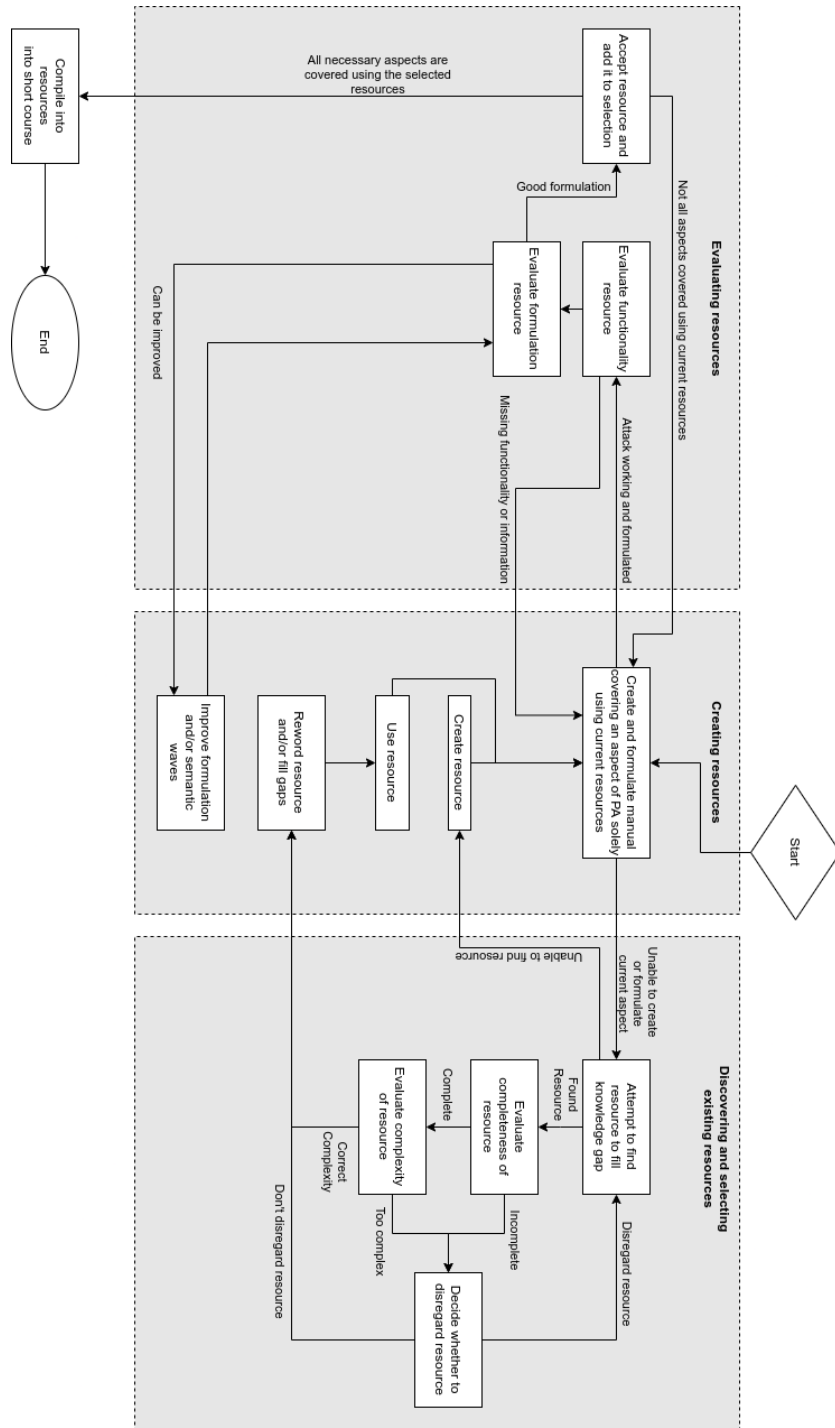 Start
Evaluating resources
Creating resources
Discovering and selecting
existing resources
Not all aspects covered using current resources
Accept resource and
add it to selection
Good formulation
Evaluate functionality
resource
Evaluate formulation
resource
Attack working and formulated
Missing functionality or information
Can be improved
All necessary aspects are
covered using the selected
resources
Compile into
resources
into short course
End
Create and formulate manual
covering an aspect of PA solely
using current resources
Create resource
Use resource
Reword resource
and/or fill gaps
Improve formulation
and/or semantic
waves
Unable to create
or formulate
current aspect
Unable to find resource
Attempt to find
resource to fill
knowledge gap
Found
Resource
Disregard resource
Evaluate
completeness of
resource
Complete
Incomplete
Evaluate complexity
of resource
Too complex
Correct
Complexity
Decide whether to
disregard resource
Don't disregard resource